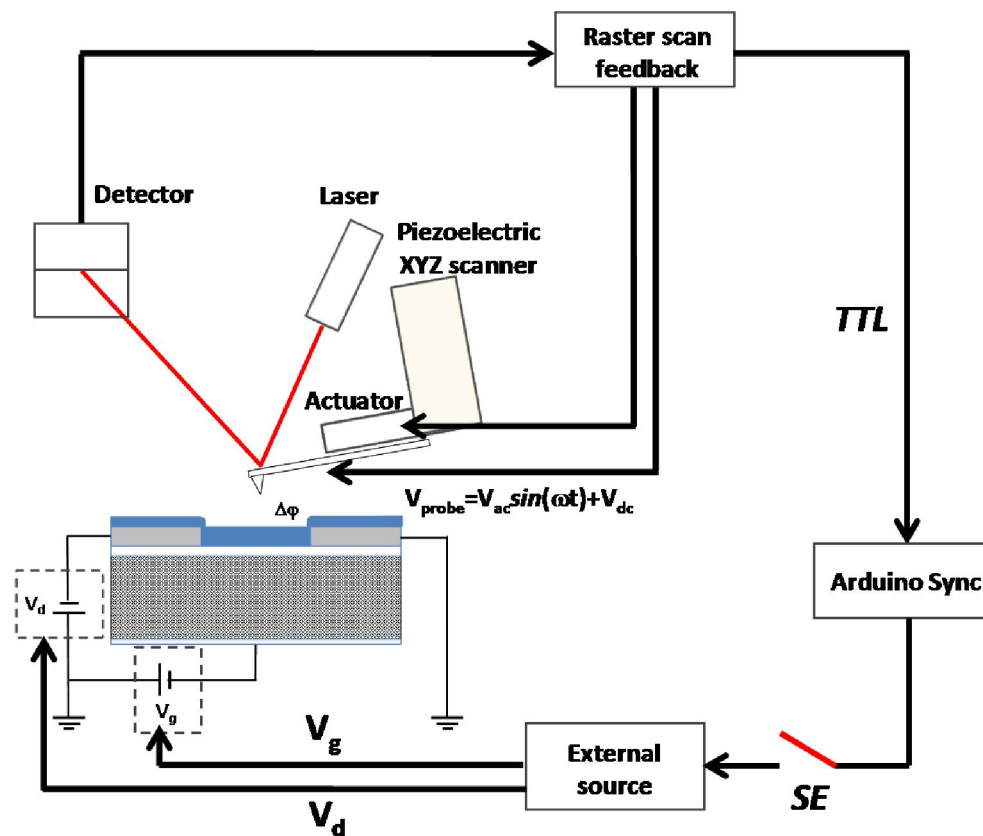 Raster scan
feedback
Detector
Laser
Piezoelectric
XYZ scanner
TTL
Actuator
V_probe=V_ac sin(ωt)+V_dc
Δφ
Arduino Sync
V_d
V_g
V_g
External
source
SE
V_d